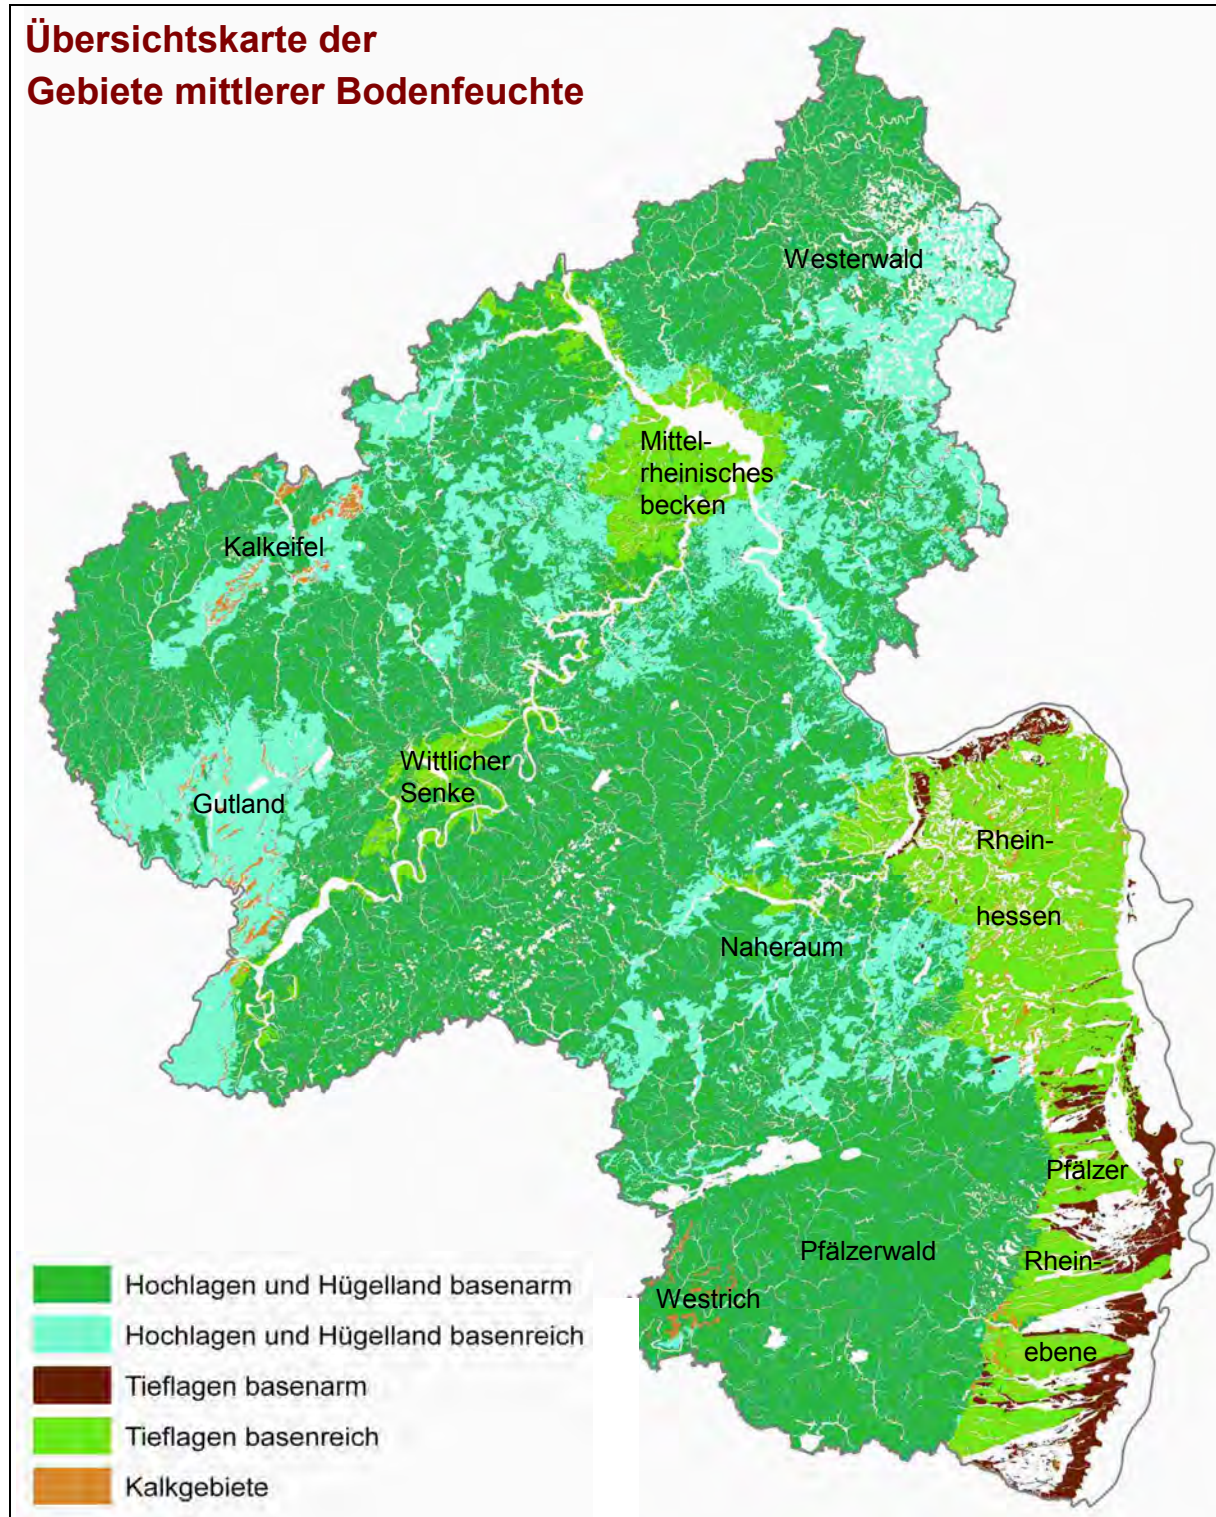 Übersichtskarte der
Gebiete mittlerer Bodenfeuchte
Westerwald
Mittel-
rheinisches
becken
Kalkeifel
Wittlicher
Senke
Gutland
Rhein-
hessen
Naheraum
Pfälzer
Rhein-
ebene
Pfälzerwald
Westrich
Hochlagen und Hügelland basenarm
Hochlagen und Hügelland basenreich
Tieflagen basenarm
Tieflagen basenreich
Kalkgebiete